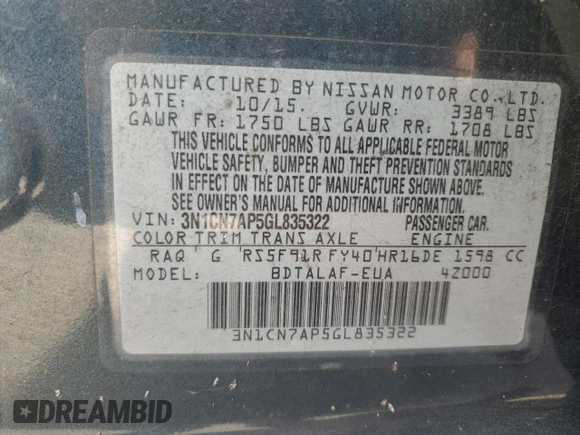 MANUFACTURED BY NISSAN MOTOR CO., LTD.
DATE: 10/15. GVWR: 3389 LBS
GAWR FR: 1750 LBS GAWR RR: 1708 LBS
THIS VEHICLE CONFORMS TO ALL APPLICABLE FEDERAL MOTOR
VEHICLE SAFETY, BUMPER AND THEFT PREVENTION STANDARDS
IN EFFECT ON THE DATE OF MANUFACTURE SHOWN ABOVE.
SEE OWNER'S MANUAL FOR ADDITIONAL INFORMATION.
VIN: 3N1CN7AP5GL835322 PASSENGER CAR.
COLOR TRIM TRANS AXLE ENGINE
RAQ G RS5F91R FY40 HR16DE 1598 CC
MODEL: BDTALAF-EUA 4Z000
3N1CN7AP5GL835322
DREAMBID